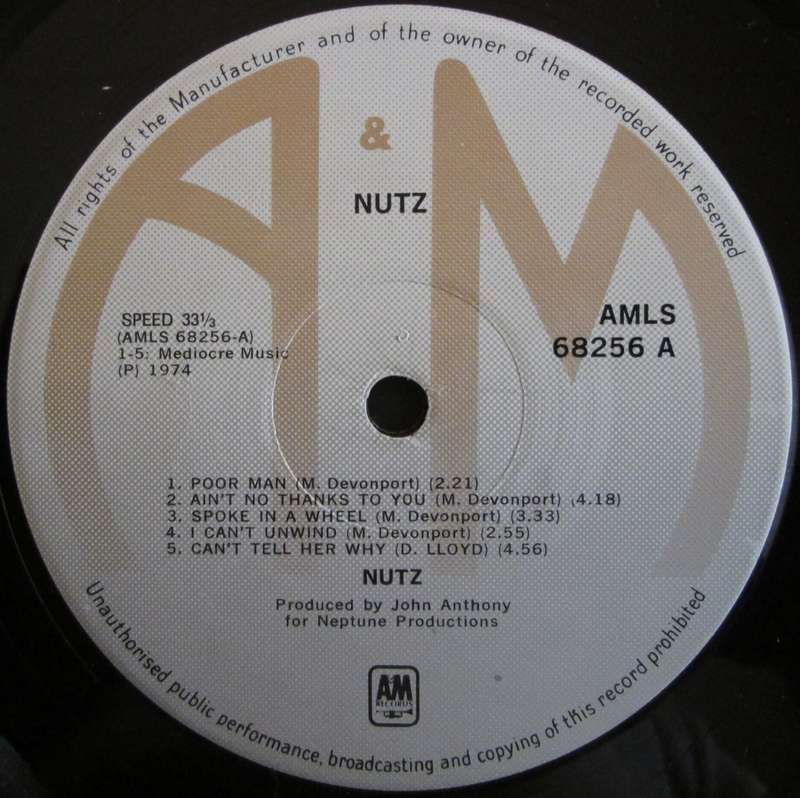 All rights of the Manufacturer and of the owner of the recorded work reserved
A & M
NUTZ
SPEED 33⅓
(AMLS 68256-A)
1-5: Mediocre Music
(P) 1974
AMLS
68256 A
1. POOR MAN (M. Devonport) (2.21)
2. AIN'T NO THANKS TO YOU (M. Devonport) (4.18)
3. SPOKE IN A WHEEL (M. Devonport) (3.33)
4. I CAN'T UNWIND (M. Devonport) (2.55)
5. CAN'T TELL HER WHY (D. LLOYD) (4.56)
NUTZ
Produced by John Anthony
for Neptune Productions
A&M
RECORDS
Unauthorised public performance, broadcasting and copying of this record prohibited